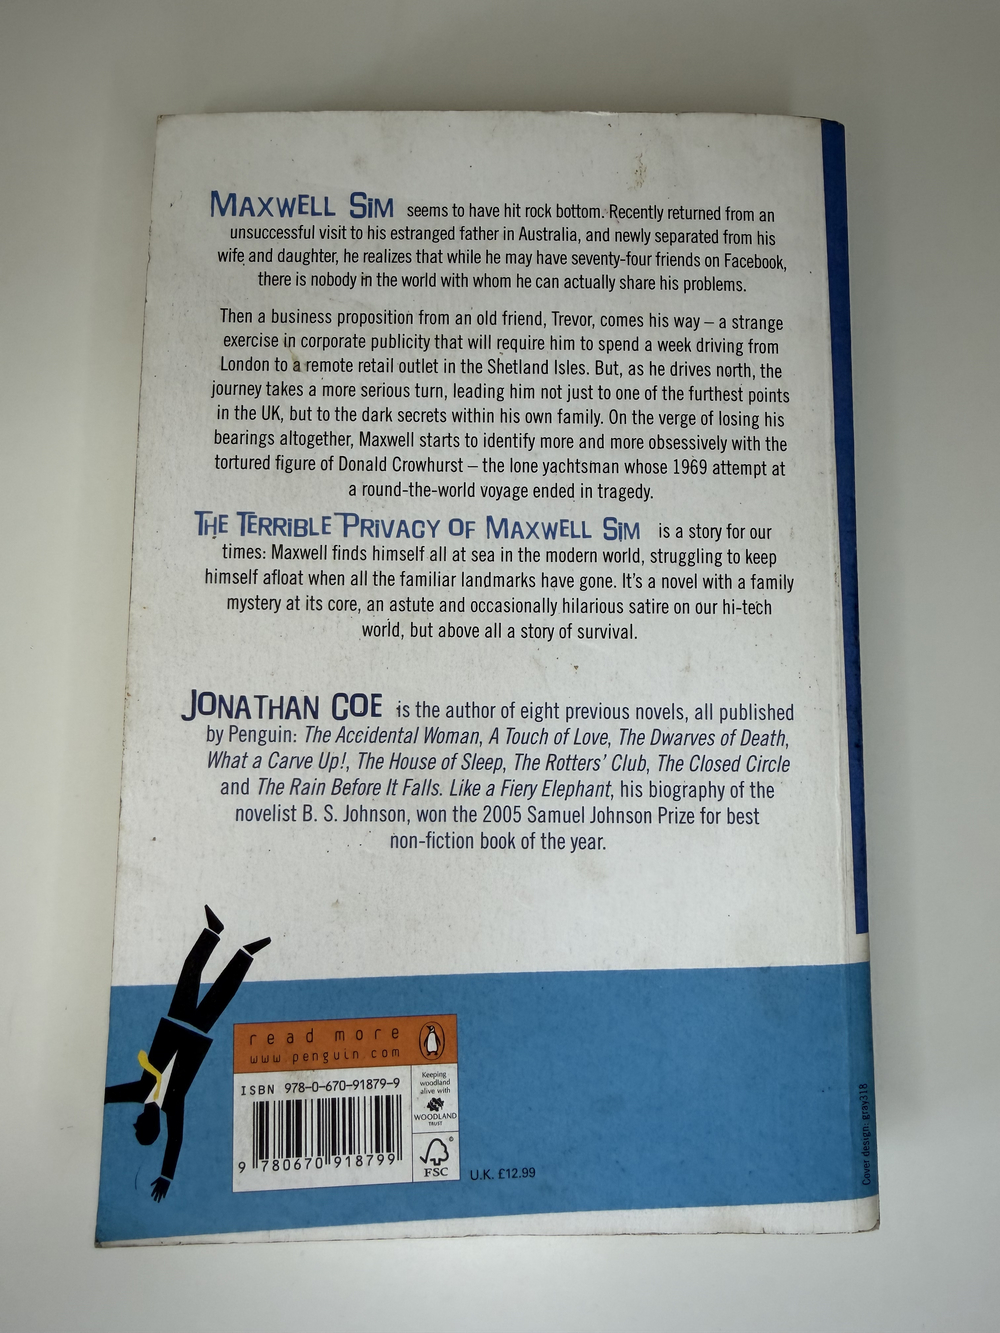 MAXWELL SIM seems to have hit rock bottom. Recently returned from an
unsuccessful visit to his estranged father in Australia, and newly separated from his
wife and daughter, he realizes that while he may have seventy-four friends on Facebook,
there is nobody in the world with whom he can actually share his problems.
Then a business proposition from an old friend, Trevor, comes his way – a strange
exercise in corporate publicity that will require him to spend a week driving from
London to a remote retail outlet in the Shetland Isles. But, as he drives north, the
journey takes a more serious turn, leading him not just to one of the furthest points
in the UK, but to the dark secrets within his own family. On the verge of losing his
bearings altogether, Maxwell starts to identify more and more obsessively with the
tortured figure of Donald Crowhurst – the lone yachtsman whose 1969 attempt at
a round-the-world voyage ended in tragedy.
THE TERRIBLE PRIVACY OF MAXWELL SIM is a story for our
times: Maxwell finds himself all at sea in the modern world, struggling to keep
himself afloat when all the familiar landmarks have gone. It's a novel with a family
mystery at its core, an astute and occasionally hilarious satire on our hi-tech
world, but above all a story of survival.
JONATHAN COE is the author of eight previous novels, all published
by Penguin: The Accidental Woman, A Touch of Love, The Dwarves of Death,
What a Carve Up!, The House of Sleep, The Rotters' Club, The Closed Circle
and The Rain Before It Falls. Like a Fiery Elephant, his biography of the
novelist B. S. Johnson, won the 2005 Samuel Johnson Prize for best
non-fiction book of the year.
read more
www.penguin.com
ISBN 978-0-670-91879-9
9 780670 918799
Keeping
woodland
alive with
WOODLAND
TRUST
©
FSC
U.K. £12.99
Cover design: gray318